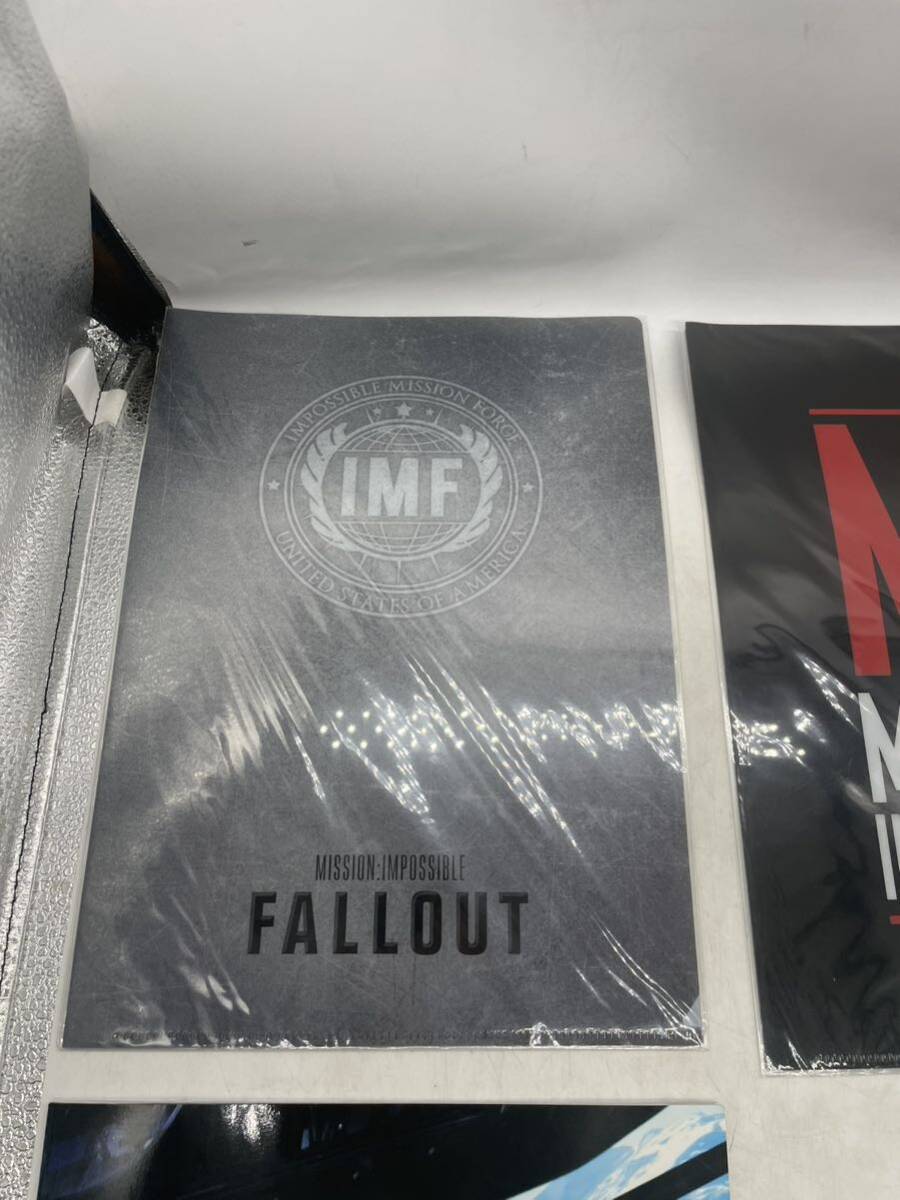 IMPOSSIBLE MISSION FORCE
IMF
UNITED STATES OF AMERICA
MISSION:IMPOSSIBLE
FALLOUT
M